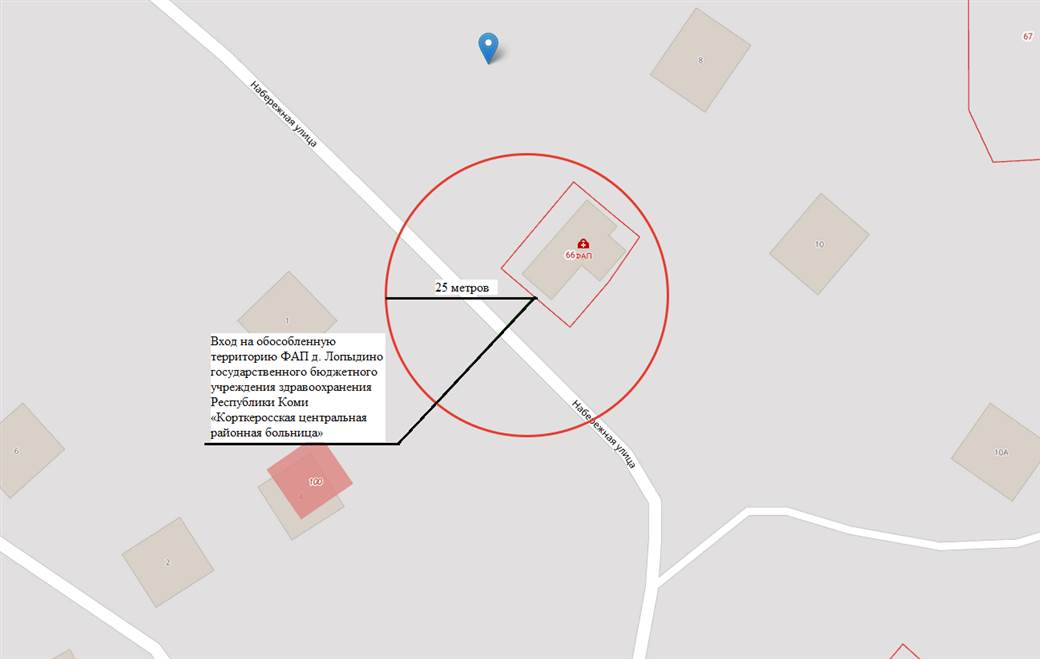 67
8
Набережная улица
10
66
ФАП
25 метров
1
Вход на обособленную
территорию ФАП д. Лопыдино
государственного бюджетного
учреждения здравоохранения
Республики Коми
«Корткеросская центральная
районная больница»
Набережная улица
6
10А
100
2